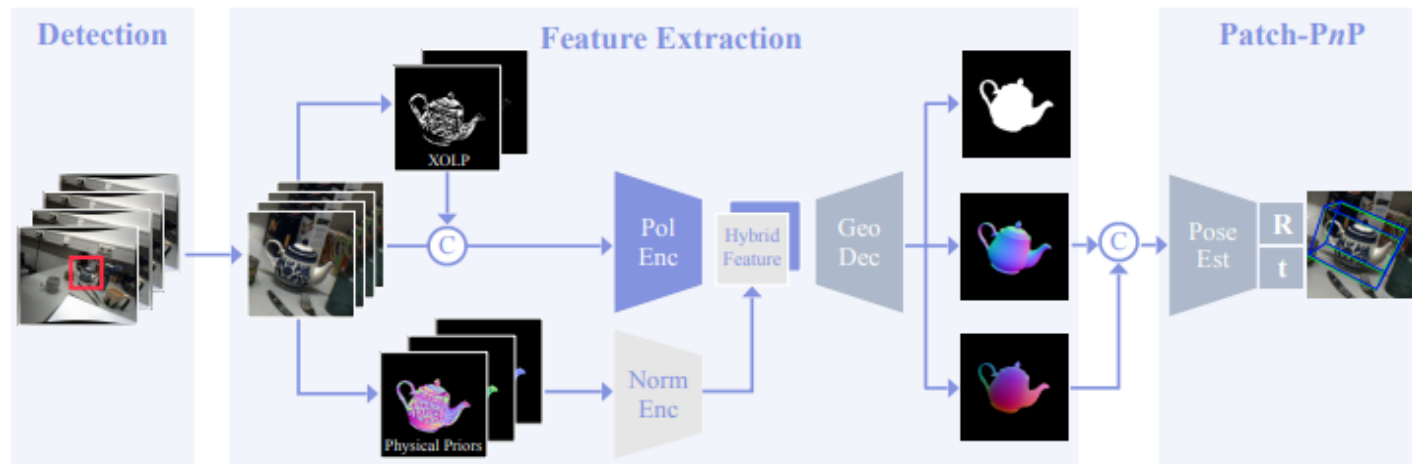 Detection
Feature Extraction
Patch-PnP
XOLP
C
Pol
Enc
Hybrid
Feature
Geo
Dec
C
Pose
Est
R
t
Physical Priors
Norm
Enc